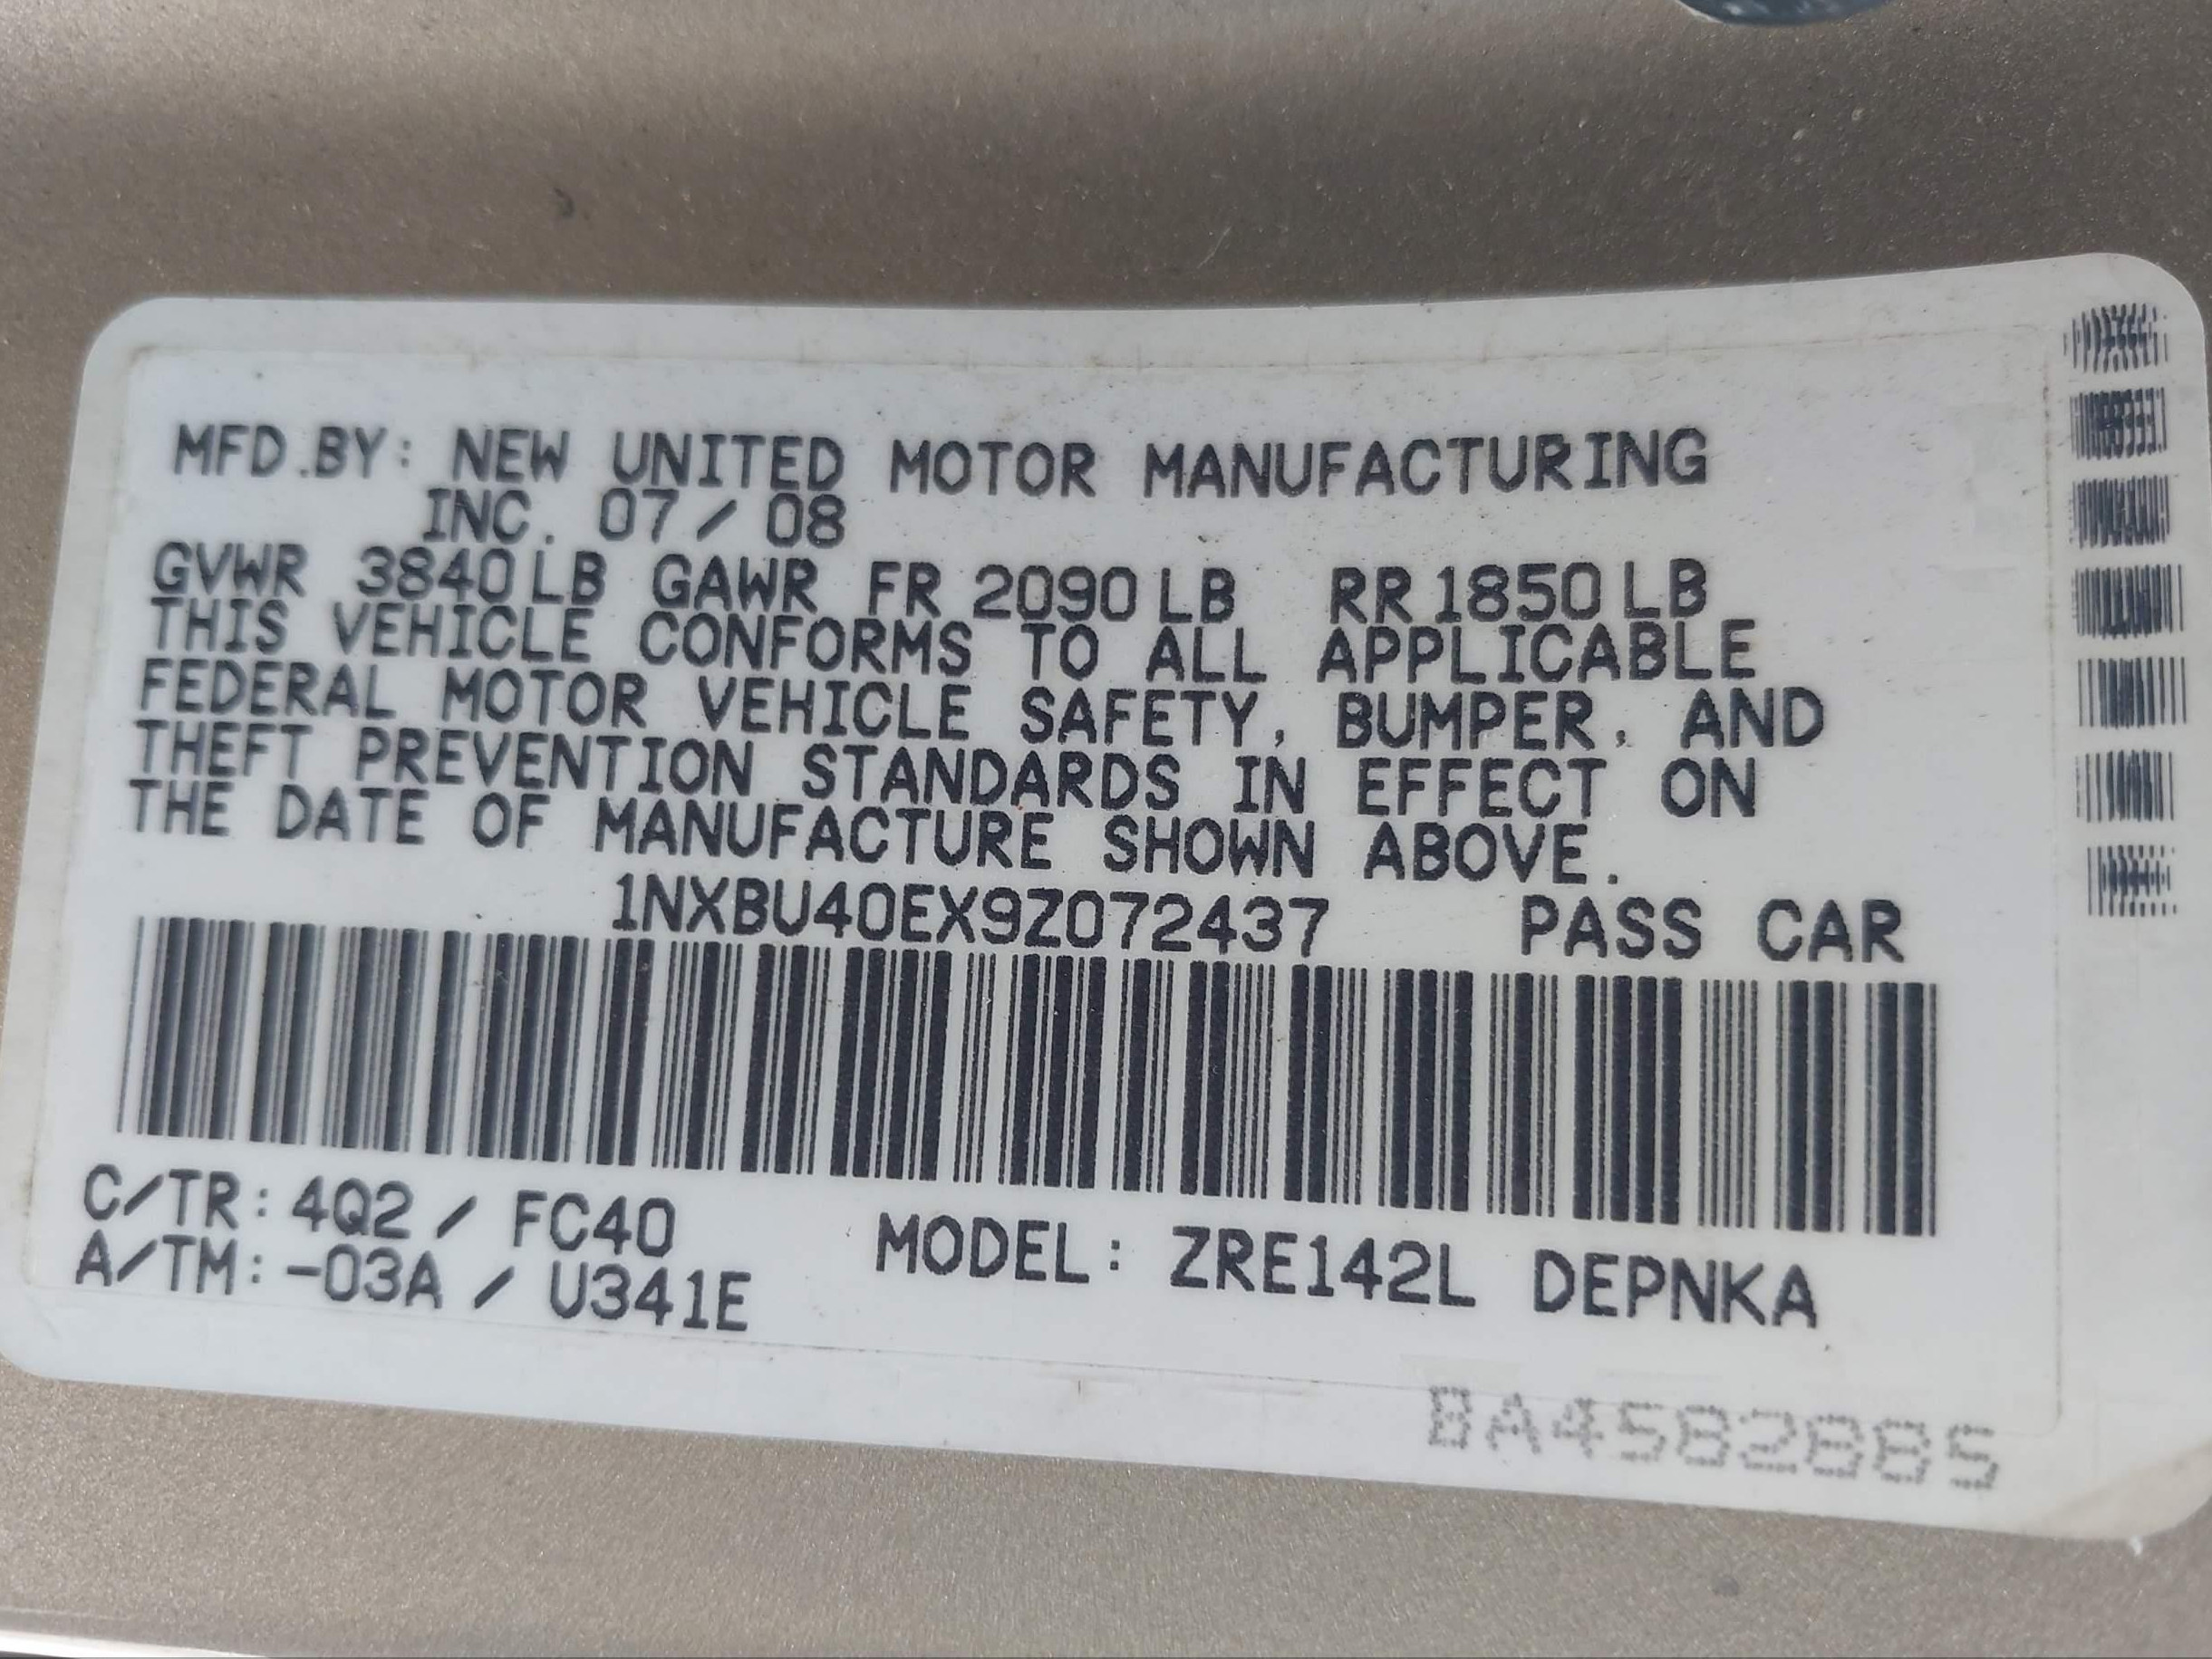 MFD.BY: NEW UNITED MOTOR MANUFACTURING
INC. 07/08
GVWR 3840LB GAWR FR 2090LB RR1850LB
THIS VEHICLE CONFORMS TO ALL APPLICABLE
FEDERAL MOTOR VEHICLE SAFETY, BUMPER, AND
THEFT PREVENTION STANDARDS IN EFFECT ON
THE DATE OF MANUFACTURE SHOWN ABOVE.
1NXBU40EX9Z072437 PASS CAR
C/TR: 4Q2 / FC40
A/TM: -03A / U341E
MODEL: ZRE142L DEPNKA